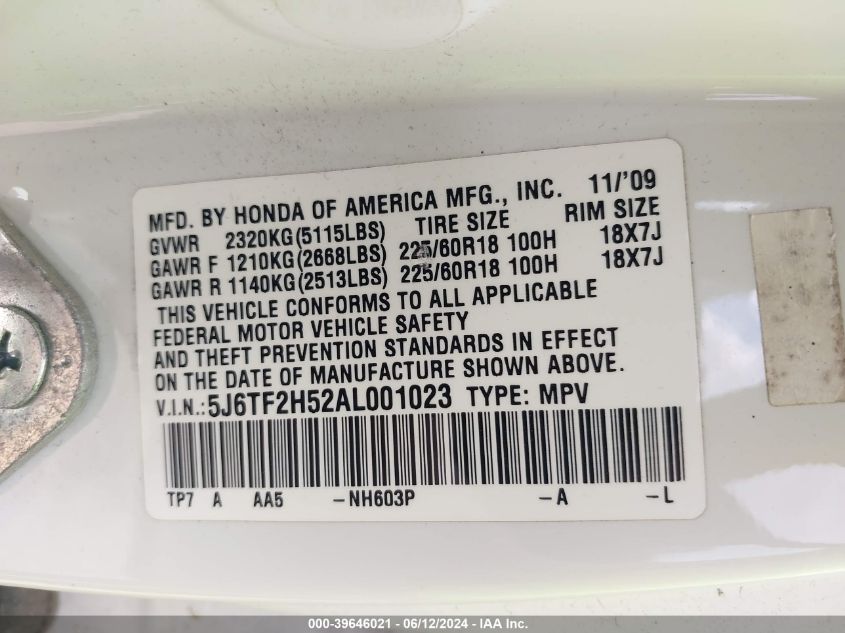 MFD. BY HONDA OF AMERICA MFG., INC. 11/'09
GVWR 2320KG(5115LBS) TIRE SIZE RIM SIZE
GAWR F 1210KG(2668LBS) 225/60R18 100H 18X7J
GAWR R 1140KG(2513LBS) 225/60R18 100H 18X7J
THIS VEHICLE CONFORMS TO ALL APPLICABLE
FEDERAL MOTOR VEHICLE SAFETY
AND THEFT PREVENTION STANDARDS IN EFFECT
ON THE DATE OF MANUFACTURE SHOWN ABOVE.
V.I.N.:5J6TF2H52AL001023 TYPE: MPV
TP7 A AA5 -NH603P -A -L
000-39646021 - 06/12/2024 - IAA Inc.